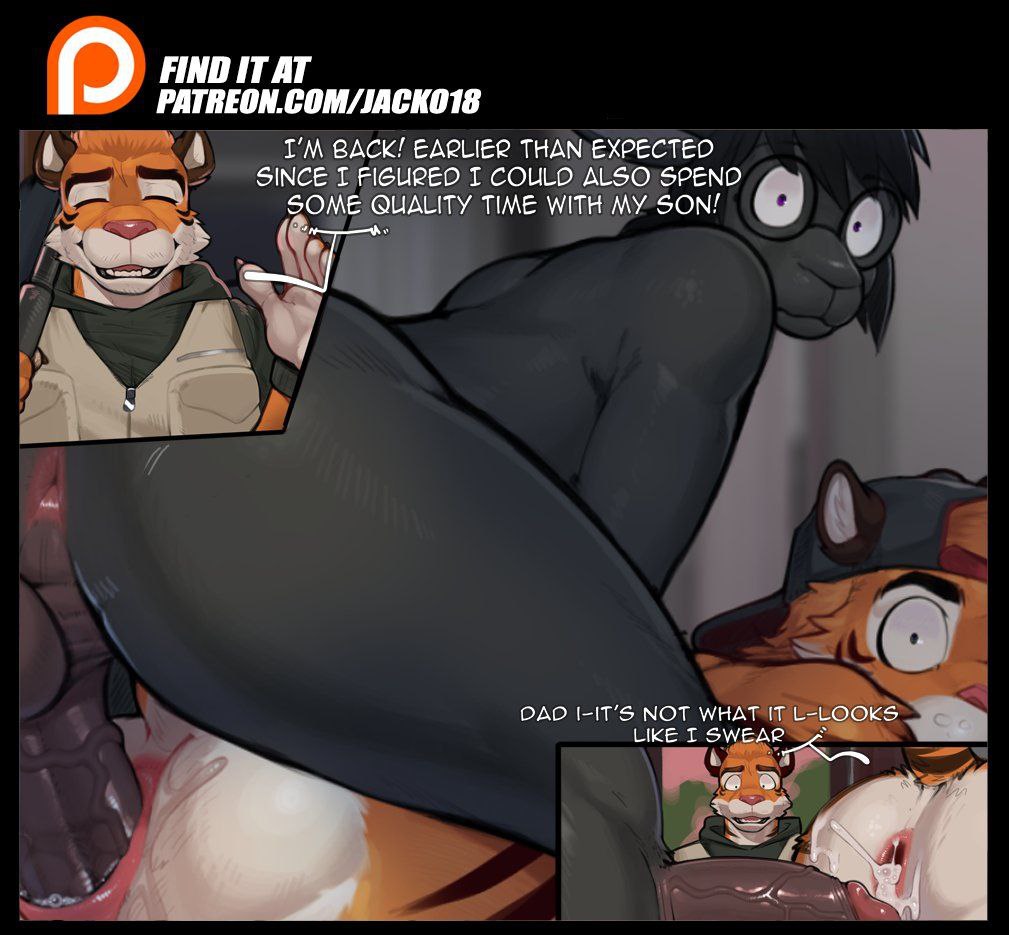 FIND IT AT
PATREON.COM/JACKO18
I'M BACK! EARLIER THAN EXPECTED
SINCE I FIGURED I COULD ALSO SPEND
SOME QUALITY TIME WITH MY SON!
DAD I-IT'S NOT WHAT IT L-LOOKS
LIKE I SWEAR